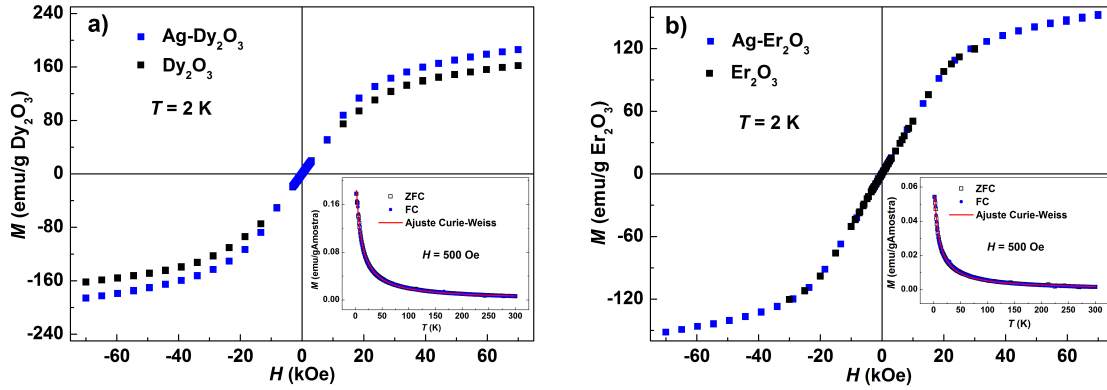 a)
Ag-Dy₂O₃
Dy₂O₃
T = 2 K
M (emu/g Dy₂O₃)
240
160
80
0
-80
-160
-240
-60 -40 -20 0 20 40 60
H (kOe)
ZFC
FC
Ajuste Curie-Weiss
H = 500 Oe
M (emu/gAmostra)
0.16
0.08
0.00
0 50 100 150 200 250 300
T (K)
b)
Ag-Er₂O₃
Er₂O₃
T = 2 K
M (emu/g Er₂O₃)
120
60
0
-60
-120
-60 -40 -20 0 20 40 60
H (kOe)
ZFC
FC
Ajuste Curie-Weiss
H = 500 Oe
M (emu/gAmostra)
0.06
0.04
0.02
0.00
0 50 100 150 200 250 300
T (K)